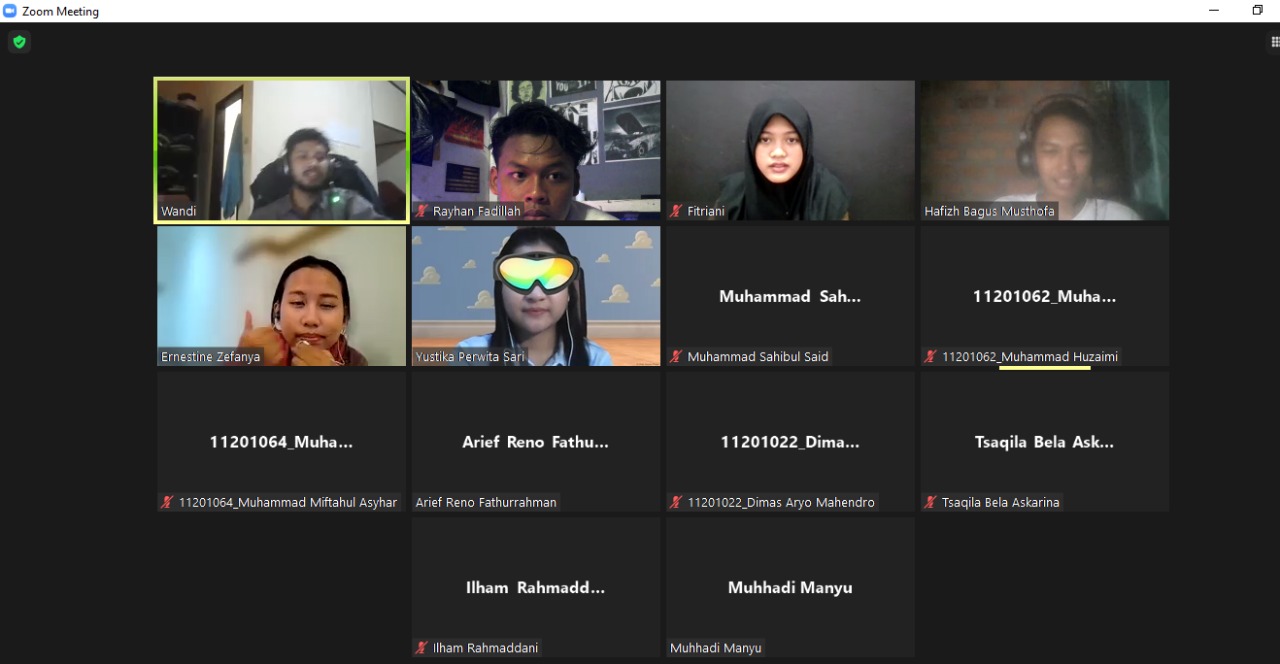 Zoom Meeting
Wandi
Rayhan Fadillah
Fitriani
Hafizh Bagus Musthofa
Ernestine Zefanya
Yustika Perwita Sari
Muhammad Sah...
Muhammad Sahibul Said
11201062_Muha...
11201062_Muhammad Huzaimi
11201064_Muha...
11201064_Muhammad Miftahul Asyhar
Arief Reno Fathu...
Arief Reno Fathurrahman
11201022_Dima...
11201022_Dimas Aryo Mahendro
Tsaqila Bela Ask...
Tsaqila Bela Askarina
Ilham Rahmadd...
Ilham Rahmaddani
Muhhadi Manyu
Muhhadi Manyu